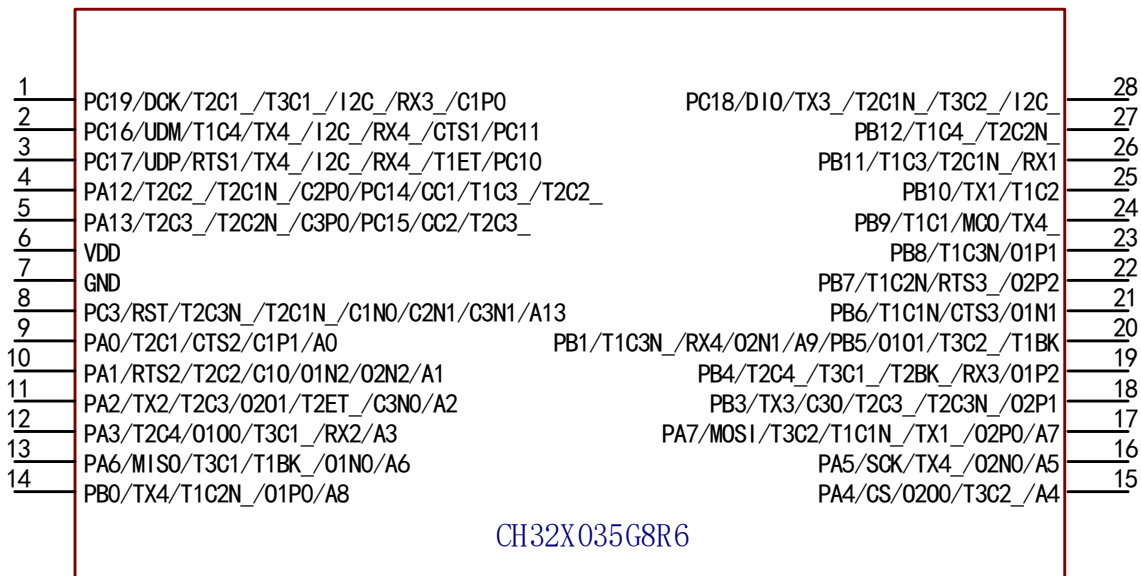 1 PC19/DCK/T2C1_/T3C1_/I2C_/RX3_/C1P0
2 PC16/UDM/T1C4/TX4_/I2C_/RX4_/CTS1/PC11
3 PC17/UDP/RTS1/TX4_/I2C_/RX4_/T1ET/PC10
4 PA12/T2C2_/T2C1N_/C2P0/PC14/CC1/T1C3_/T2C2_
5 PA13/T2C3_/T2C2N_/C3P0/PC15/CC2/T2C3_
6 VDD
7 GND
8 PC3/RST/T2C3N_/T2C1N_/C1N0/C2N1/C3N1/A13
9 PA0/T2C1/CTS2/C1P1/A0
10 PA1/RTS2/T2C2/C1O/O1N2/O2N2/A1
11 PA2/TX2/T2C3/O2O1/T2ET_/C3N0/A2
12 PA3/T2C4/O1O0/T3C1_/RX2/A3
13 PA6/MISO/T3C1/T1BK_/O1N0/A6
14 PB0/TX4/T1C2N_/O1P0/A8
PC18/DIO/TX3_/T2C1N_/T3C2_/I2C_ 28
PB12/T1C4_/T2C2N_ 27
PB11/T1C3/T2C1N_/RX1 26
PB10/TX1/T1C2 25
PB9/T1C1/MCO/TX4_ 24
PB8/T1C3N/O1P1 23
PB7/T1C2N/RTS3_/O2P2 22
PB6/T1C1N/CTS3/O1N1 21
PB1/T1C3N_/RX4/O2N1/A9/PB5/O1O1/T3C2_/T1BK 20
PB4/T2C4_/T3C1_/T2BK_/RX3/O1P2 19
PB3/TX3/C3O/T2C3_/T2C3N_/O2P1 18
PA7/MOSI/T3C2/T1C1N_/TX1_/O2P0/A7 17
PA5/SCK/TX4_/O2N0/A5 16
PA4/CS/O2O0/T3C2_/A4 15
CH32X035G8R6